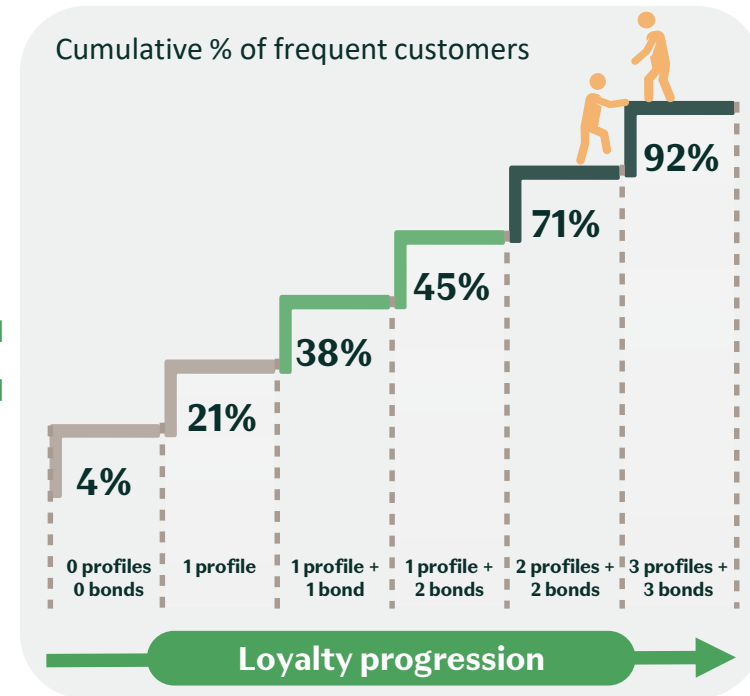 Cumulative % of frequent customers
92%
71%
45%
38%
21%
4%
0 profiles
0 bonds
1 profile
1 profile +
1 bond
1 profile +
2 bonds
2 profiles +
2 bonds
3 profiles +
3 bonds
Loyalty progression